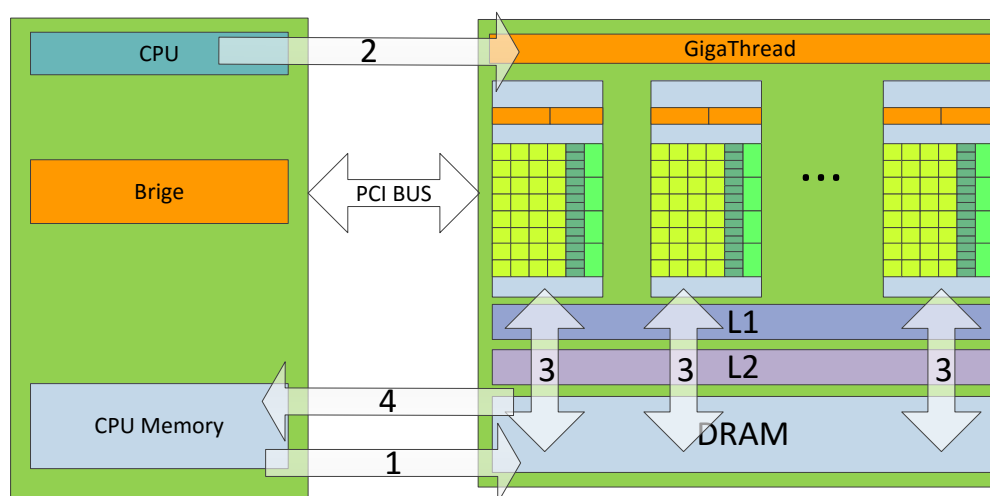 CPU
2
GigaThread
Brige
PCI BUS
...
L1
L2
3
3
3
4
CPU Memory
DRAM
1